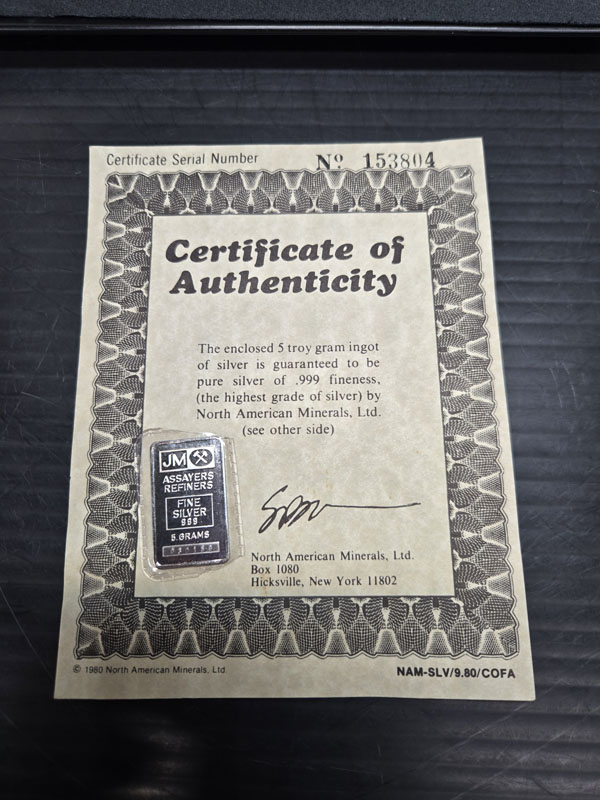 Certificate Serial Number Nº 153804
Certificate of
Authenticity
The enclosed 5 troy gram ingot
of silver is guaranteed to be
pure silver of .999 fineness,
(the highest grade of silver) by
North American Minerals, Ltd.
(see other side)
JM
ASSAYERS
REFINERS
FINE
SILVER
999
5.GRAMS
North American Minerals, Ltd.
Box 1080
Hicksville, New York 11802
© 1980 North American Minerals, Ltd.
NAM-SLV/9.80/COFA